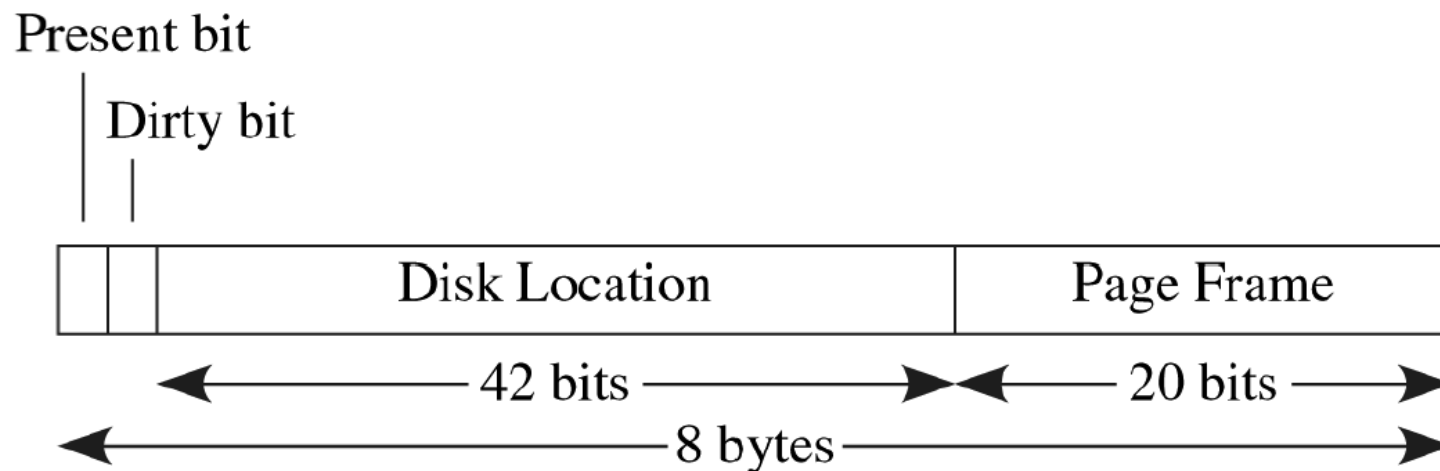 Present bit
Dirty bit
Disk Location
Page Frame
42 bits
20 bits
8 bytes